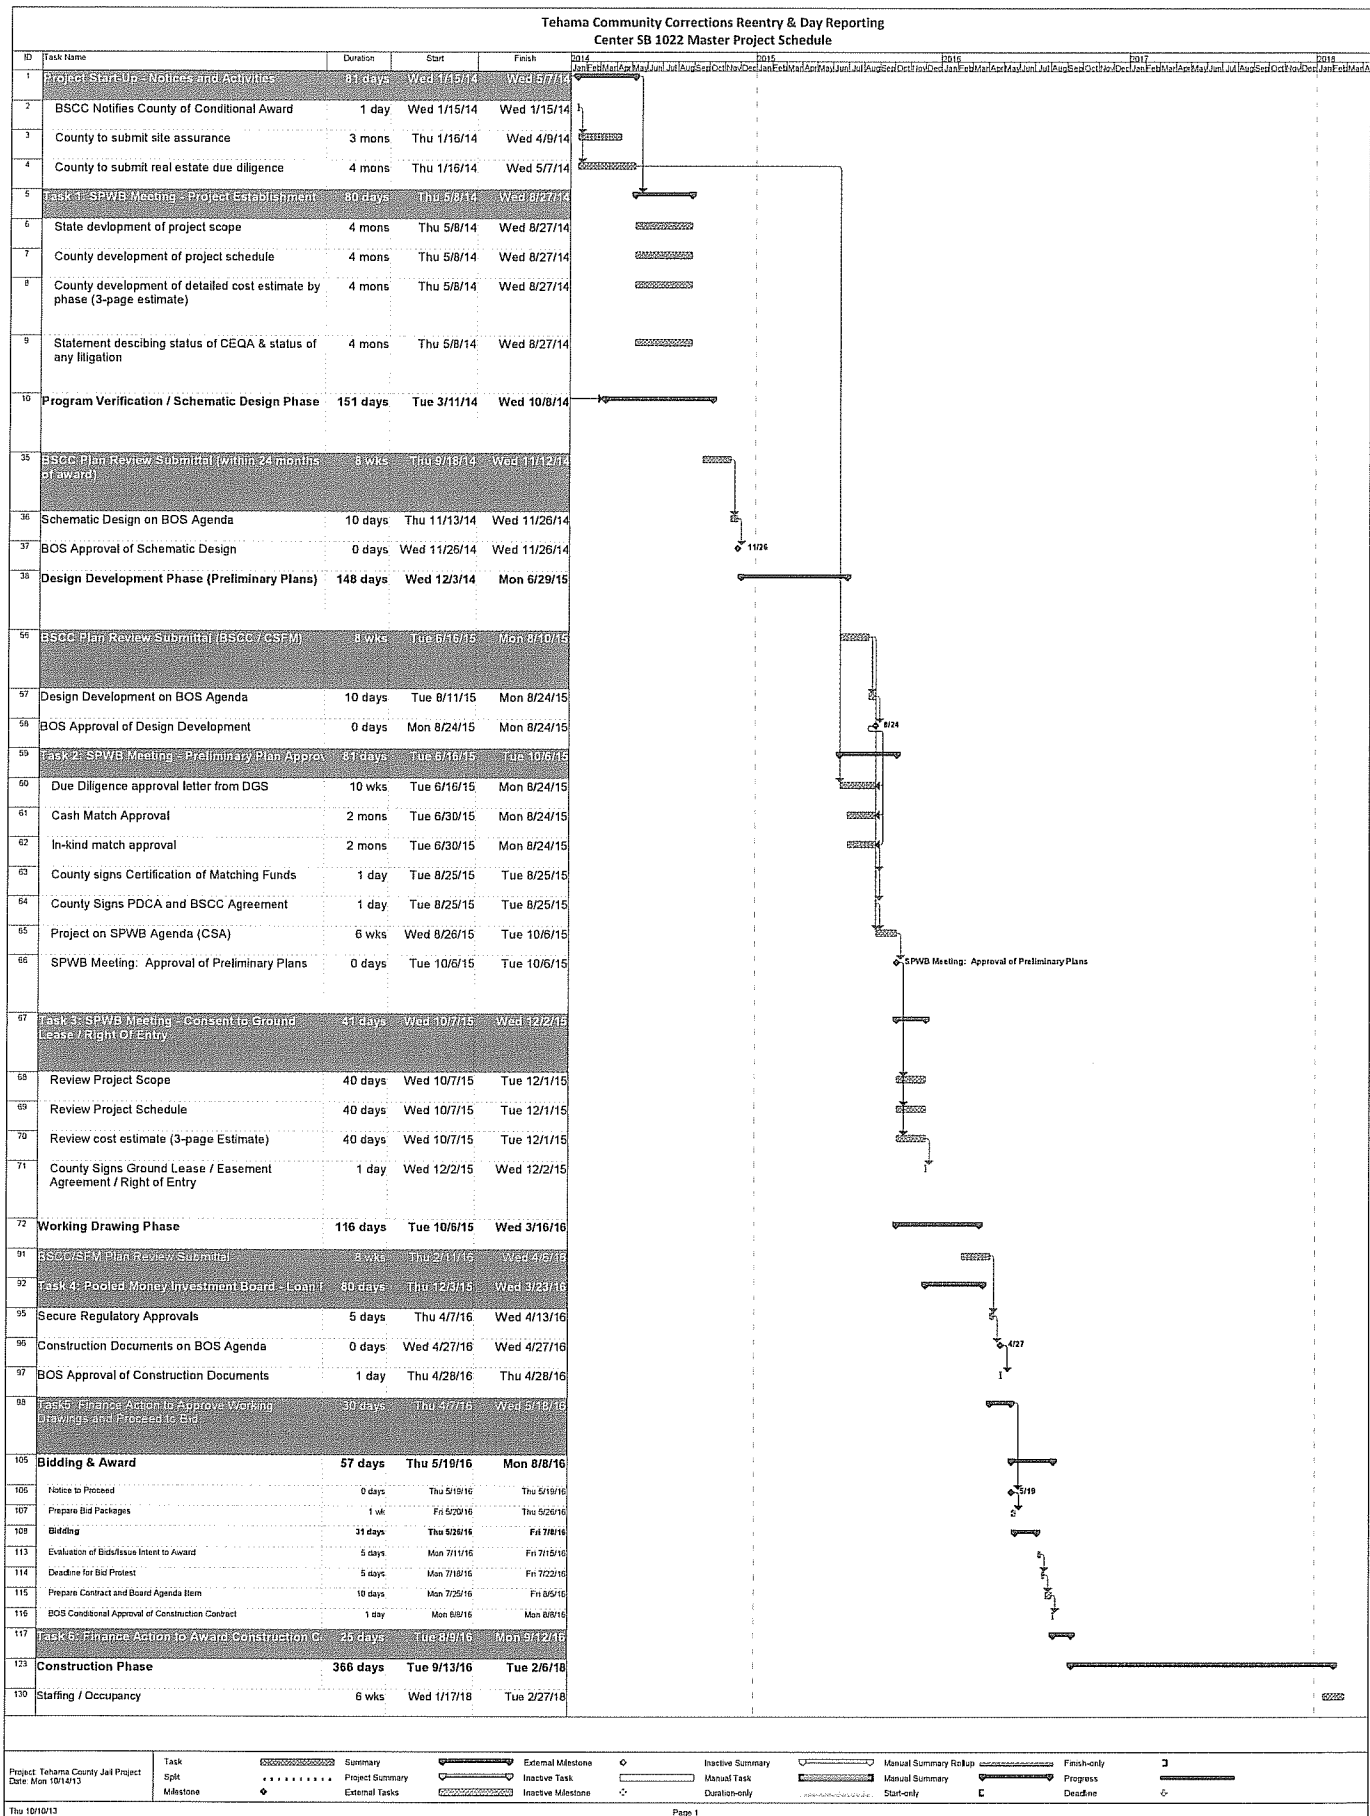 Tehama Community Corrections Reentry & Day Reporting
Center SB 1022 Master Project Schedule
ID Task Name Duration Start Finish 2014 2015 2016 2017 2018
1 Project Start-Up - Notices and Activities 81 days Wed 1/15/14 Wed 5/7/14
2 BSCC Notifies County of Conditional Award 1 day Wed 1/15/14 Wed 1/15/14
3 County to submit site assurance 3 mons Thu 1/16/14 Wed 4/9/14
4 County to submit real estate due diligence 4 mons Thu 1/16/14 Wed 5/7/14
5 Task 1: SPWB Meeting - Project Establishment 80 days Thu 5/8/14 Wed 8/27/14
6 State devlopment of project scope 4 mons Thu 5/8/14 Wed 8/27/14
7 County development of project schedule 4 mons Thu 5/8/14 Wed 8/27/14
8 County development of detailed cost estimate by 4 mons Thu 5/8/14 Wed 8/27/14
phase (3-page estimate)
9 Statement descibing status of CEQA & status of 4 mons Thu 5/8/14 Wed 8/27/14
any litigation
10 Program Verification / Schematic Design Phase 151 days Tue 3/11/14 Wed 10/8/14
35 BSCC Plan Review Submittal (within 24 months 8 wks Thu 9/18/14 Wed 11/12/14
of award)
36 Schematic Design on BOS Agenda 10 days Thu 11/13/14 Wed 11/26/14
37 BOS Approval of Schematic Design 0 days Wed 11/26/14 Wed 11/26/14 11/26
38 Design Development Phase (Preliminary Plans) 148 days Wed 12/3/14 Mon 6/29/15
56 BSCC Plan Review Submittal (BSCC / CSFM) 8 wks Tue 6/16/15 Mon 8/10/15
57 Design Development on BOS Agenda 10 days Tue 8/11/15 Mon 8/24/15
58 BOS Approval of Design Development 0 days Mon 8/24/15 Mon 8/24/15 8/24
59 Task 2: SPWB Meeting - Preliminary Plan Approv 81 days Tue 6/16/15 Tue 10/6/15
60 Due Diligence approval letter from DGS 10 wks Tue 6/16/15 Mon 8/24/15
61 Cash Match Approval 2 mons Tue 6/30/15 Mon 8/24/15
62 In-kind match approval 2 mons Tue 6/30/15 Mon 8/24/15
63 County signs Certification of Matching Funds 1 day Tue 8/25/15 Tue 8/25/15
64 County Signs PDCA and BSCC Agreement 1 day Tue 8/25/15 Tue 8/25/15
65 Project on SPWB Agenda (CSA) 6 wks Wed 8/26/15 Tue 10/6/15
66 SPWB Meeting: Approval of Preliminary Plans 0 days Tue 10/6/15 Tue 10/6/15 SPWB Meeting: Approval of Preliminary Plans
67 Task 3: SPWB Meeting - Consent to Ground 41 days Wed 10/7/15 Wed 12/2/15
Lease / Right Of Entry
68 Review Project Scope 40 days Wed 10/7/15 Tue 12/1/15
69 Review Project Schedule 40 days Wed 10/7/15 Tue 12/1/15
70 Review cost estimate (3-page Estimate) 40 days Wed 10/7/15 Tue 12/1/15
71 County Signs Ground Lease / Easement 1 day Wed 12/2/15 Wed 12/2/15
Agreement / Right of Entry
72 Working Drawing Phase 116 days Tue 10/6/15 Wed 3/16/16
91 BSCC/SFM Plan Review Submittal 8 wks Thu 2/11/16 Wed 4/6/16
92 Task 4: Pooled Money Investment Board - Loan 80 days Thu 12/3/15 Wed 3/23/16
95 Secure Regulatory Approvals 5 days Thu 4/7/16 Wed 4/13/16
96 Construction Documents on BOS Agenda 0 days Wed 4/27/16 Wed 4/27/16 4/27
97 BOS Approval of Construction Documents 1 day Thu 4/28/16 Thu 4/28/16
98 Task5: Finance Action to Approve Working 30 days Thu 4/7/16 Wed 5/18/16
Drawings and Proceed to Bid
105 Bidding & Award 57 days Thu 5/19/16 Mon 8/8/16
106 Notice to Proceed 0 days Thu 5/19/16 Thu 5/19/16 5/19
107 Prepare Bid Packages 1 wk Fri 5/20/16 Thu 5/26/16
108 Bidding 31 days Thu 5/26/16 Fri 7/8/16
113 Evaluation of Bids/Issue Intent to Award 5 days Mon 7/11/16 Fri 7/15/16
114 Deadline for Bid Protest 5 days Mon 7/18/16 Fri 7/22/16
115 Prepare Contract and Board Agenda Item 10 days Mon 7/25/16 Fri 8/5/16
116 BOS Conditional Approval of Construction Contract 1 day Mon 8/8/16 Mon 8/8/16
117 Task 6: Finance Action to Award Construction C 25 days Tue 8/9/16 Mon 9/12/16
123 Construction Phase 366 days Tue 9/13/16 Tue 2/6/18
130 Staffing / Occupancy 6 wks Wed 1/17/18 Tue 2/27/18
Project: Tehama County Jail Project
Date: Mon 10/14/13
Task Summary External Milestone Inactive Summary Manual Summary Rollup Finish-only
Split Project Summary Inactive Task Manual Task Manual Summary Progress
Milestone External Tasks Inactive Milestone Duration-only Start-only Deadline
Thu 10/10/13 Page 1